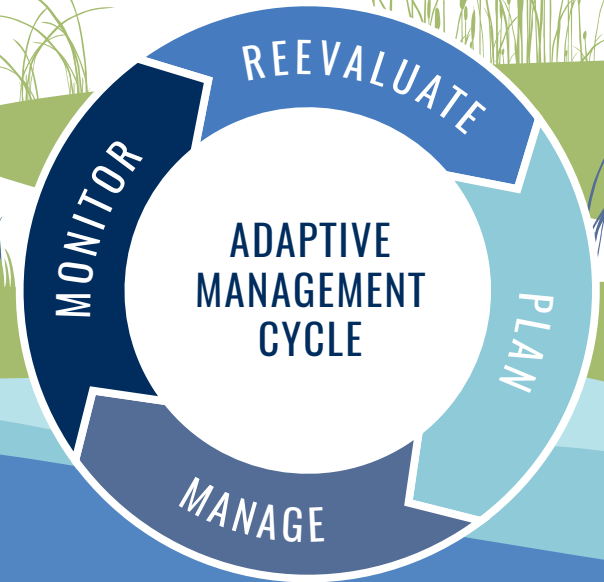 REEVALUATE
PLAN
MANAGE
MONITOR
ADAPTIVE
MANAGEMENT
CYCLE